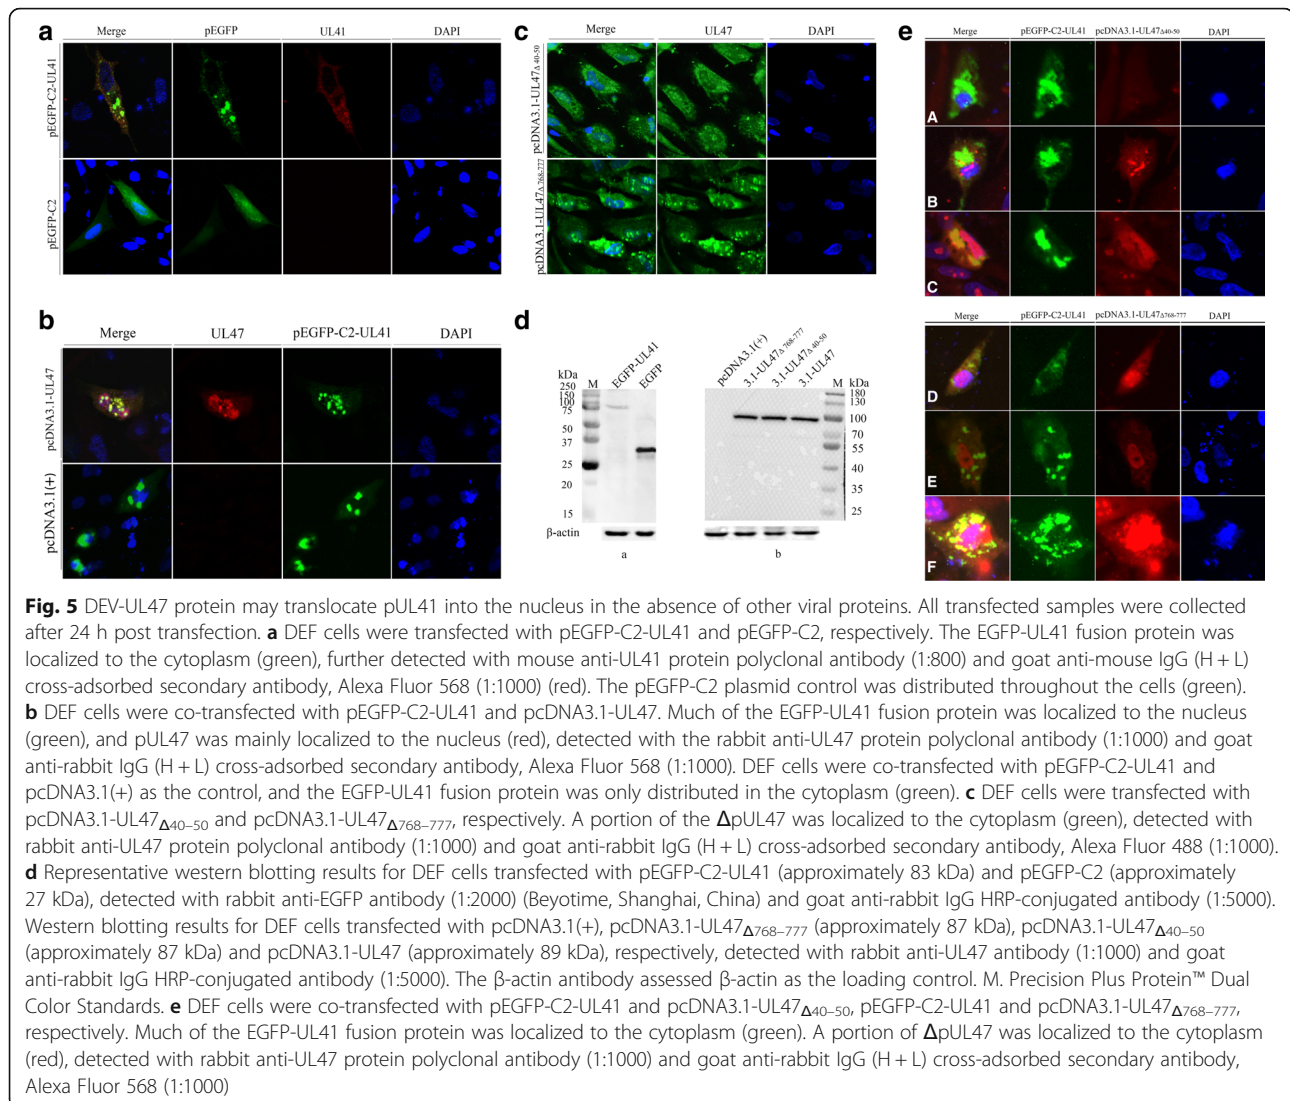 a
Merge
pEGFP
UL41
DAPI
pEGFP-C2-UL41
pEGFP-C2
b
Merge
UL47
pEGFP-C2-UL41
DAPI
pcDNA3.1-UL47
pcDNA3.1(+)
c
Merge
UL47
DAPI
pcDNA3.1-UL47Δ 40-50
pcDNA3.1-UL47Δ 768-777
d
kDa
250
150
100
75
50
37
25
20
15
M
EGFP-UL41
EGFP
β-actin
a
pcDNA3.1(+)
3.1-UL47Δ 768-777
3.1-UL47Δ 40-50
3.1-UL47
M
kDa
180
130
100
70
55
40
35
25
b
e
Merge
pEGFP-C2-UL41
pcDNA3.1-UL47Δ40-50
DAPI
A
B
C
Merge
pEGFP-C2-UL41
pcDNA3.1-UL47Δ768-777
DAPI
D
E
F
Fig. 5 DEV-UL47 protein may translocate pUL41 into the nucleus in the absence of other viral proteins. All transfected samples were collected
after 24 h post transfection. a DEF cells were transfected with pEGFP-C2-UL41 and pEGFP-C2, respectively. The EGFP-UL41 fusion protein was
localized to the cytoplasm (green), further detected with mouse anti-UL41 protein polyclonal antibody (1:800) and goat anti-mouse IgG (H + L)
cross-adsorbed secondary antibody, Alexa Fluor 568 (1:1000) (red). The pEGFP-C2 plasmid control was distributed throughout the cells (green).
b DEF cells were co-transfected with pEGFP-C2-UL41 and pcDNA3.1-UL47. Much of the EGFP-UL41 fusion protein was localized to the nucleus
(green), and pUL47 was mainly localized to the nucleus (red), detected with the rabbit anti-UL47 protein polyclonal antibody (1:1000) and goat
anti-rabbit IgG (H + L) cross-adsorbed secondary antibody, Alexa Fluor 568 (1:1000). DEF cells were co-transfected with pEGFP-C2-UL41 and
pcDNA3.1(+) as the control, and the EGFP-UL41 fusion protein was only distributed in the cytoplasm (green). c DEF cells were transfected with
pcDNA3.1-UL47Δ40–50 and pcDNA3.1-UL47Δ768–777, respectively. A portion of the ΔpUL47 was localized to the cytoplasm (green), detected with
rabbit anti-UL47 protein polyclonal antibody (1:1000) and goat anti-rabbit IgG (H + L) cross-adsorbed secondary antibody, Alexa Fluor 488 (1:1000).
d Representative western blotting results for DEF cells transfected with pEGFP-C2-UL41 (approximately 83 kDa) and pEGFP-C2 (approximately
27 kDa), detected with rabbit anti-EGFP antibody (1:2000) (Beyotime, Shanghai, China) and goat anti-rabbit IgG HRP-conjugated antibody (1:5000).
Western blotting results for DEF cells transfected with pcDNA3.1(+), pcDNA3.1-UL47Δ768–777 (approximately 87 kDa), pcDNA3.1-UL47Δ40–50
(approximately 87 kDa) and pcDNA3.1-UL47 (approximately 89 kDa), respectively, detected with rabbit anti-UL47 antibody (1:1000) and goat
anti-rabbit IgG HRP-conjugated antibody (1:5000). The β-actin antibody assessed β-actin as the loading control. M. Precision Plus Protein™ Dual
Color Standards. e DEF cells were co-transfected with pEGFP-C2-UL41 and pcDNA3.1-UL47Δ40–50, pEGFP-C2-UL41 and pcDNA3.1-UL47Δ768–777,
respectively. Much of the EGFP-UL41 fusion protein was localized to the cytoplasm (green). A portion of ΔpUL47 was localized to the cytoplasm
(red), detected with rabbit anti-UL47 protein polyclonal antibody (1:1000) and goat anti-rabbit IgG (H + L) cross-adsorbed secondary antibody,
Alexa Fluor 568 (1:1000)